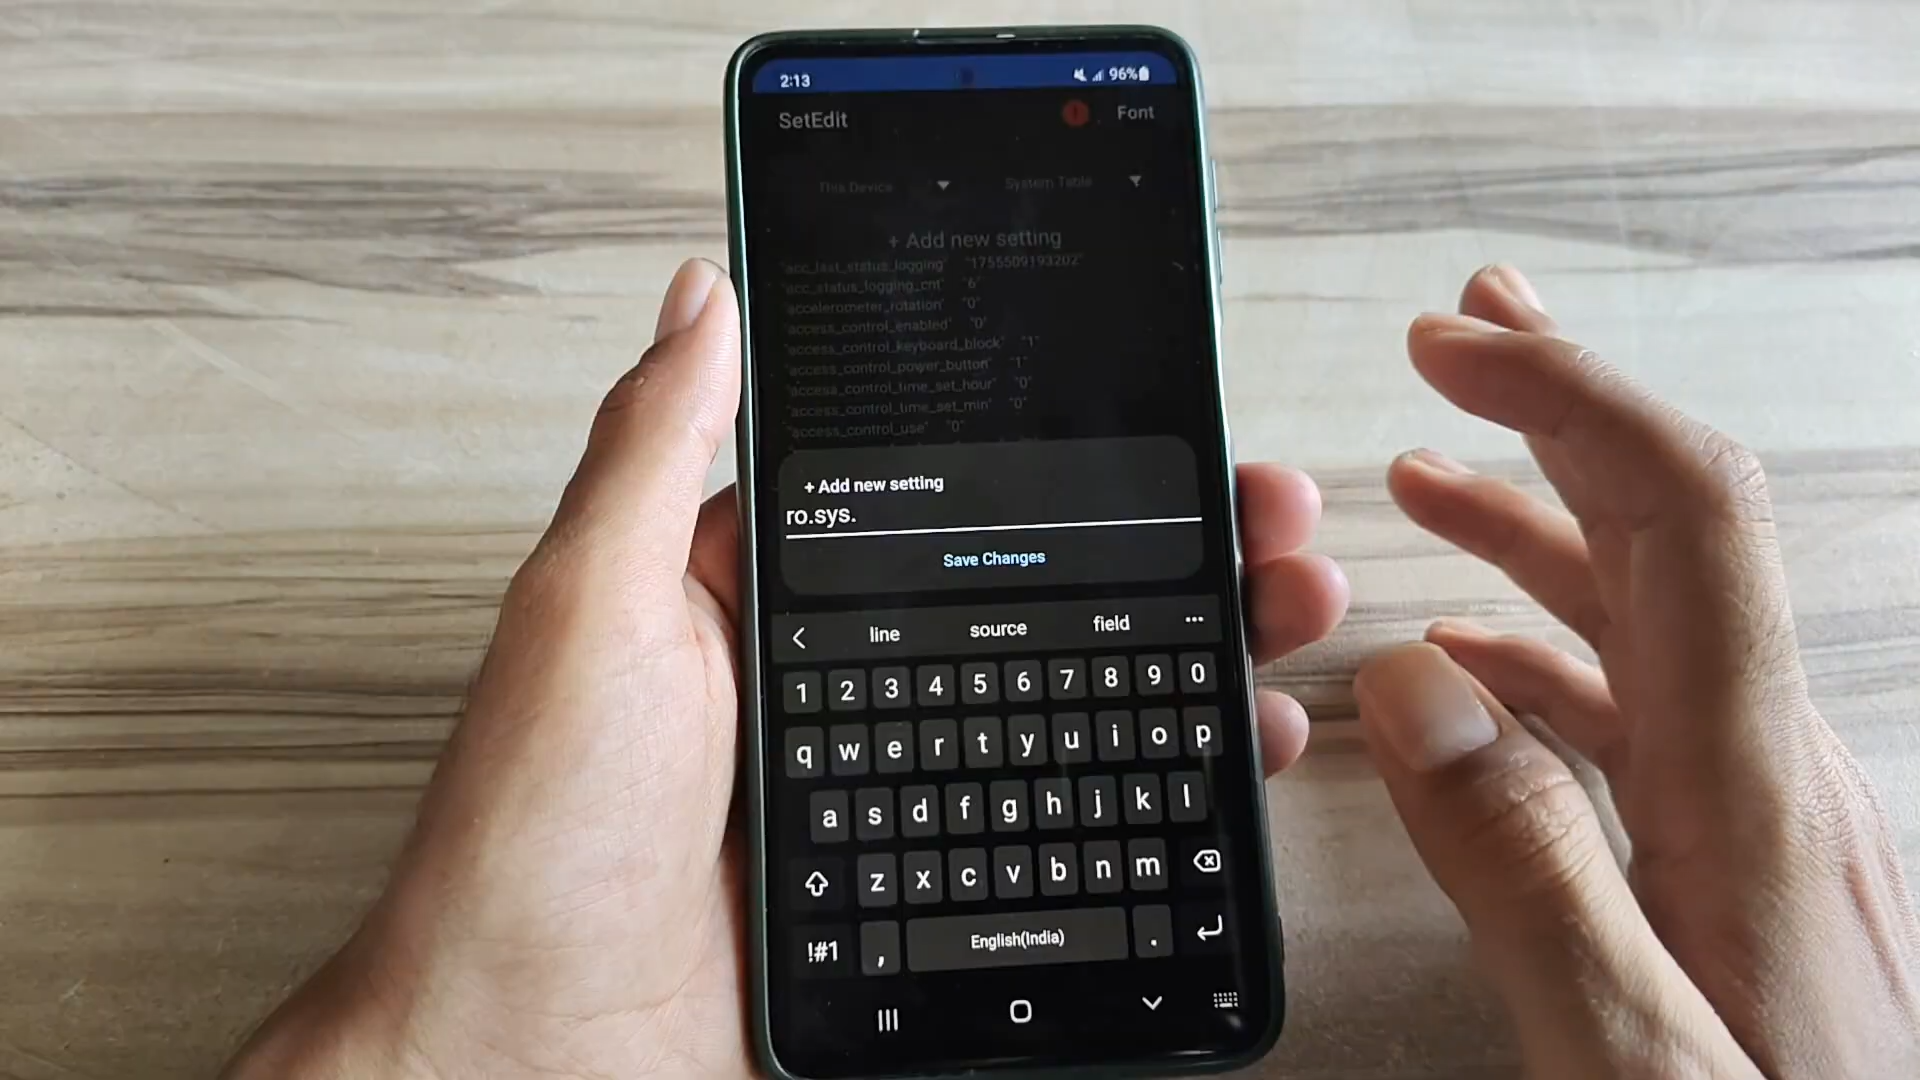 2:13 96%
SetEdit Font
This Device System Table
+ Add new setting
"acc_last_status_logging" "1755509193202"
"acc_status_logging_cnt" "6"
"accelerometer_rotation" "0"
"access_control_enabled" "0"
"access_control_keyboard_block" "1"
"access_control_power_button" "1"
"access_control_time_set_hour" "0"
"access_control_time_set_min" "0"
"access_control_use" "0"
+ Add new setting
ro.sys.
Save Changes
line source field
1 2 3 4 5 6 7 8 9 0
q w e r t y u i o p
a s d f g h j k l
z x c v b n m
!#1 , English(India) .